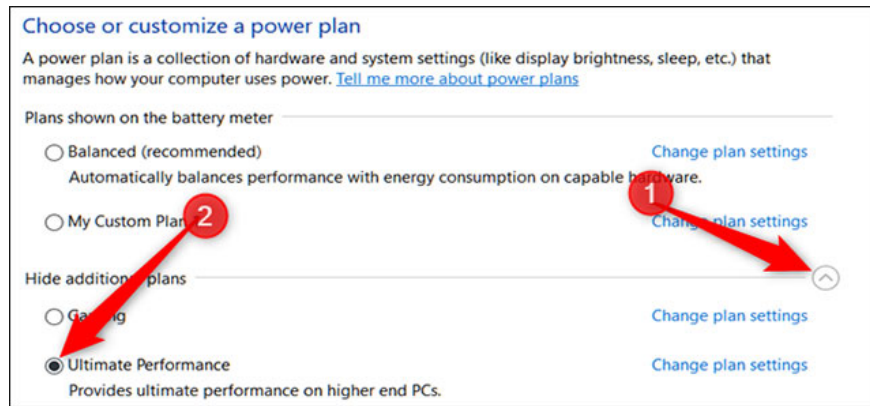 Choose or customize a power plan
A power plan is a collection of hardware and system settings (like display brightness, sleep, etc.) that
manages how your computer uses power. Tell me more about power plans
Plans shown on the battery meter
Balanced (recommended) Change plan settings
Automatically balances performance with energy consumption on capable hardware.
1
My Custom Plan Change plan settings
2
Hide additional plans
Gaming Change plan settings
Ultimate Performance Change plan settings
Provides ultimate performance on higher end PCs.